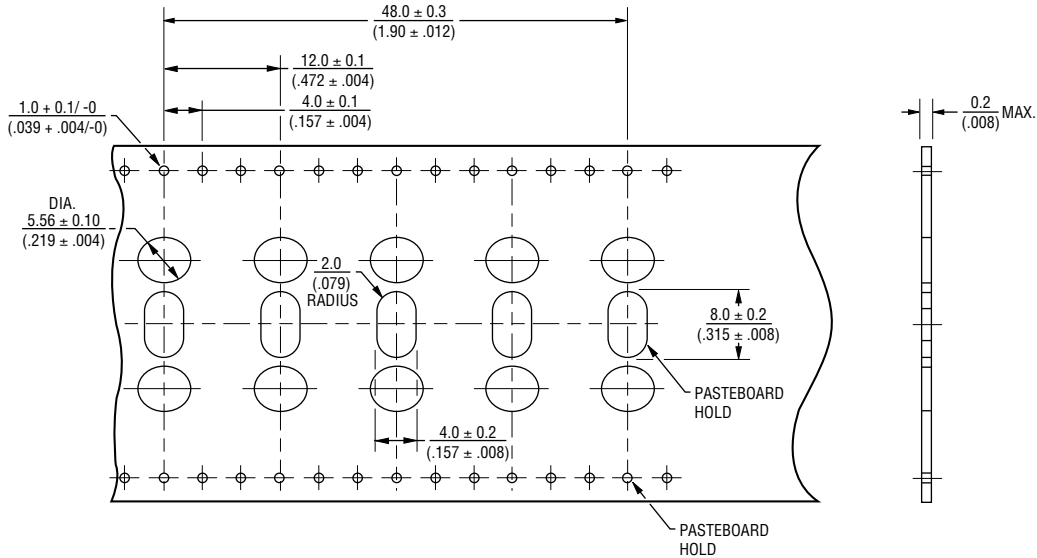 48.0 ± 0.3
(1.90 ± .012)
12.0 ± 0.1
(.472 ± .004)
4.0 ± 0.1
(.157 ± .004)
1.0 + 0.1/ -0
(.039 + .004/-0)
0.2
(.008) MAX.
DIA.
5.56 ± 0.10
(.219 ± .004)
2.0
(.079)
RADIUS
8.0 ± 0.2
(.315 ± .008)
PASTEBOARD
HOLD
4.0 ± 0.2
(.157 ± .008)
PASTEBOARD
HOLD